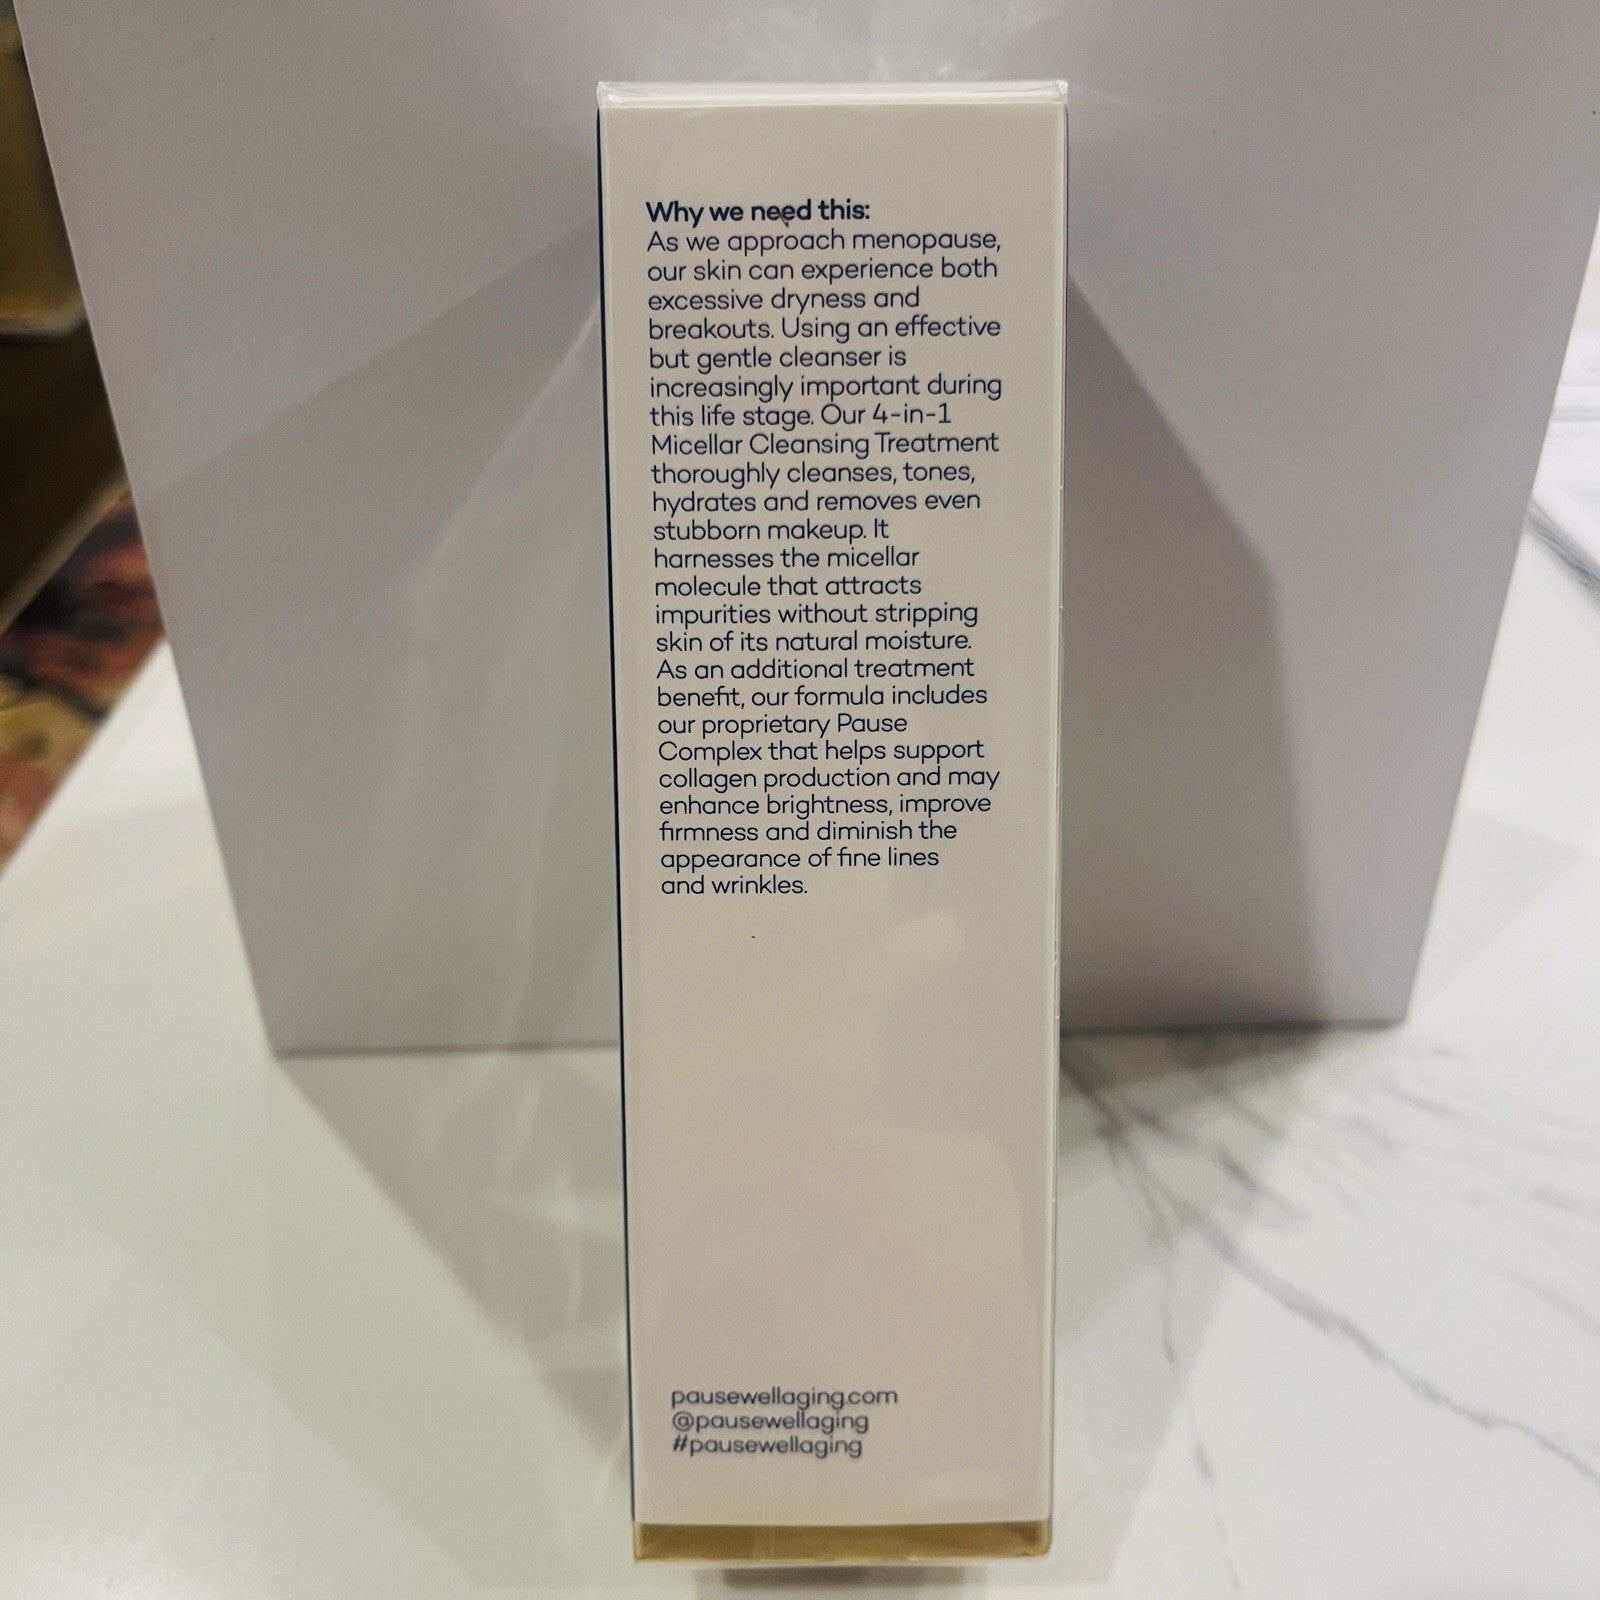 Why we need this:
As we approach menopause,
our skin can experience both
excessive dryness and
breakouts. Using an effective
but gentle cleanser is
increasingly important during
this life stage. Our 4-in-1
Micellar Cleansing Treatment
thoroughly cleanses, tones,
hydrates and removes even
stubborn makeup. It
harnesses the micellar
molecule that attracts
impurities without stripping
skin of its natural moisture.
As an additional treatment
benefit, our formula includes
our proprietary Pause
Complex that helps support
collagen production and may
enhance brightness, improve
firmness and diminish the
appearance of fine lines
and wrinkles.
pausewellaging.com
@pausewellaging
#pausewellaging